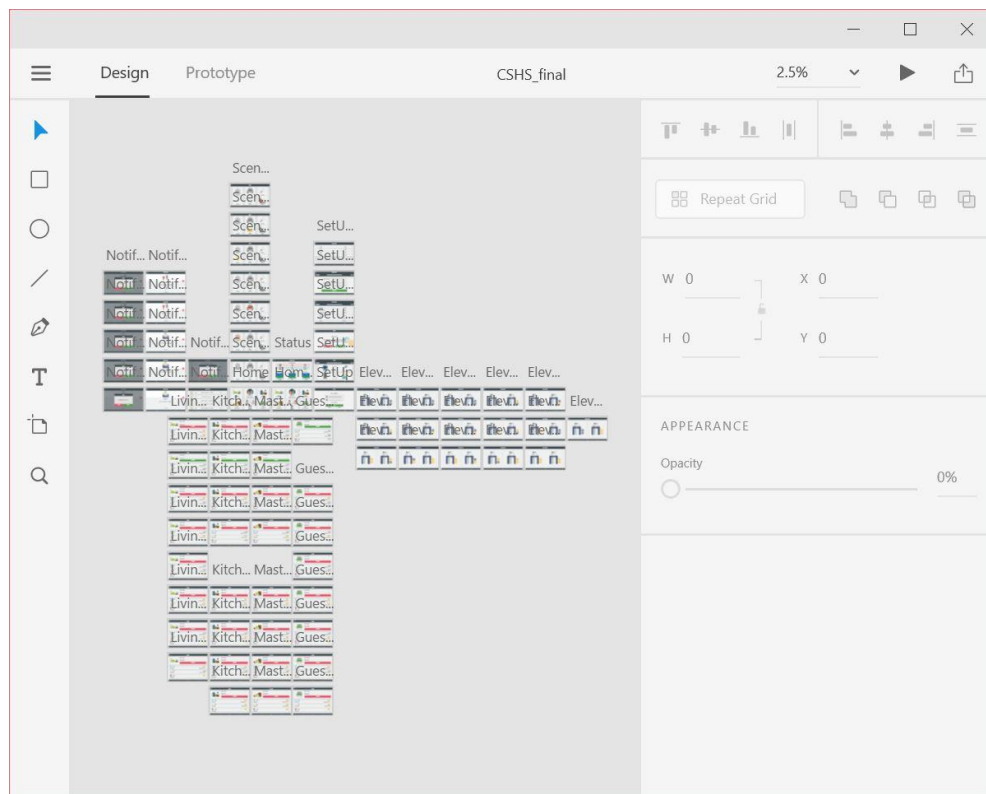 Design Prototype CSHS_final 2.5%
Scen...
Scen...
Scen... SetU...
Notif... Notif... Scen... SetU...
Notif... Notif... Scen... SetU...
Notif... Notif... Scen... SetU...
Notif... Notif... Notif... Scen... Status SetU...
Notif... Notif... Notif... Home Hom... SetUp Elev... Elev... Elev... Elev... Elev...
Livin... Kitch... Mast... Gues... Elev... Elev... Elev... Elev... Elev... Elev...
Livin... Kitch... Mast... Elev... Elev... Elev... Elev... Elev...
Livin... Kitch... Mast... Gues...
Livin... Kitch... Mast... Gues...
Livin... Gues...
Livin... Kitch... Mast... Gues...
Livin... Kitch... Mast... Gues...
Livin... Kitch... Mast... Gues...
Kitch... Mast... Gues...
Repeat Grid
W 0 X 0
H 0 Y 0
APPEARANCE
Opacity
0%
T